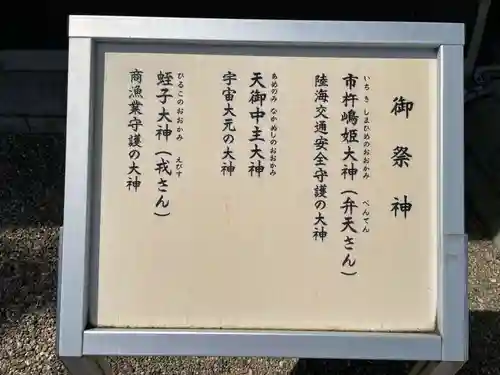 御祭神
いちきしまひめのおおかみ
市杵嶋姫大神（弁天さん）
べんてん
陸海交通安全守護の大神
あめのみなかぬしのおおかみ
天御中主大神
宇宙大元の大神
ひるこのおおかみ
蛭子大神（戎さん）
えびす
商漁業守護の大神